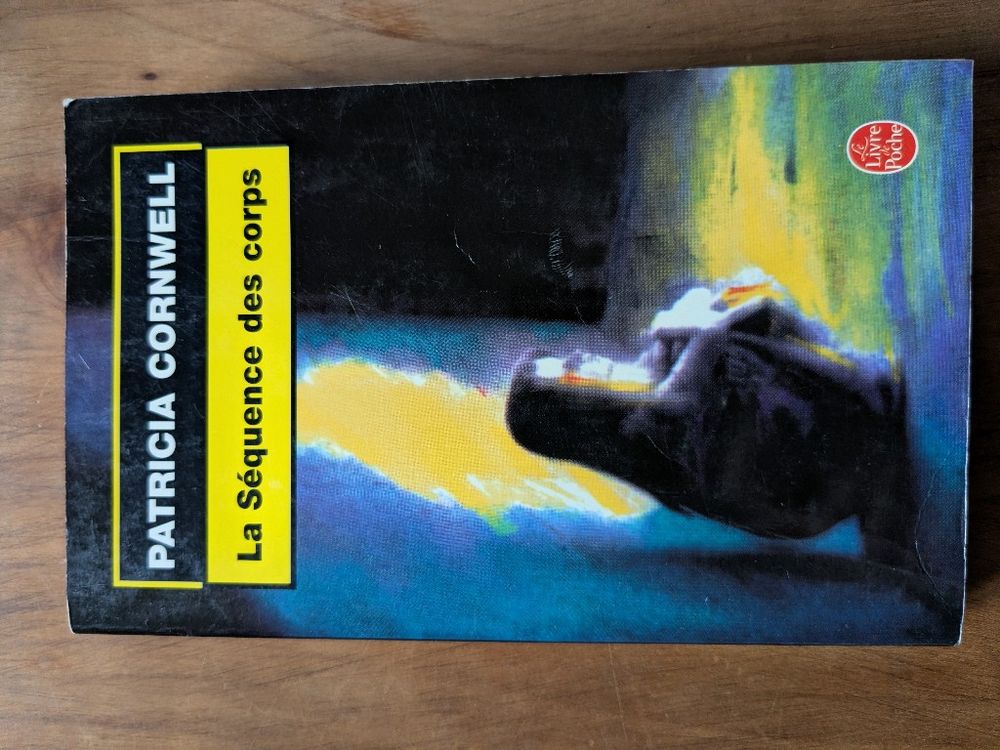 PATRICIA CORNWELL
La Séquence des corps
Le
Livre
de
Poche